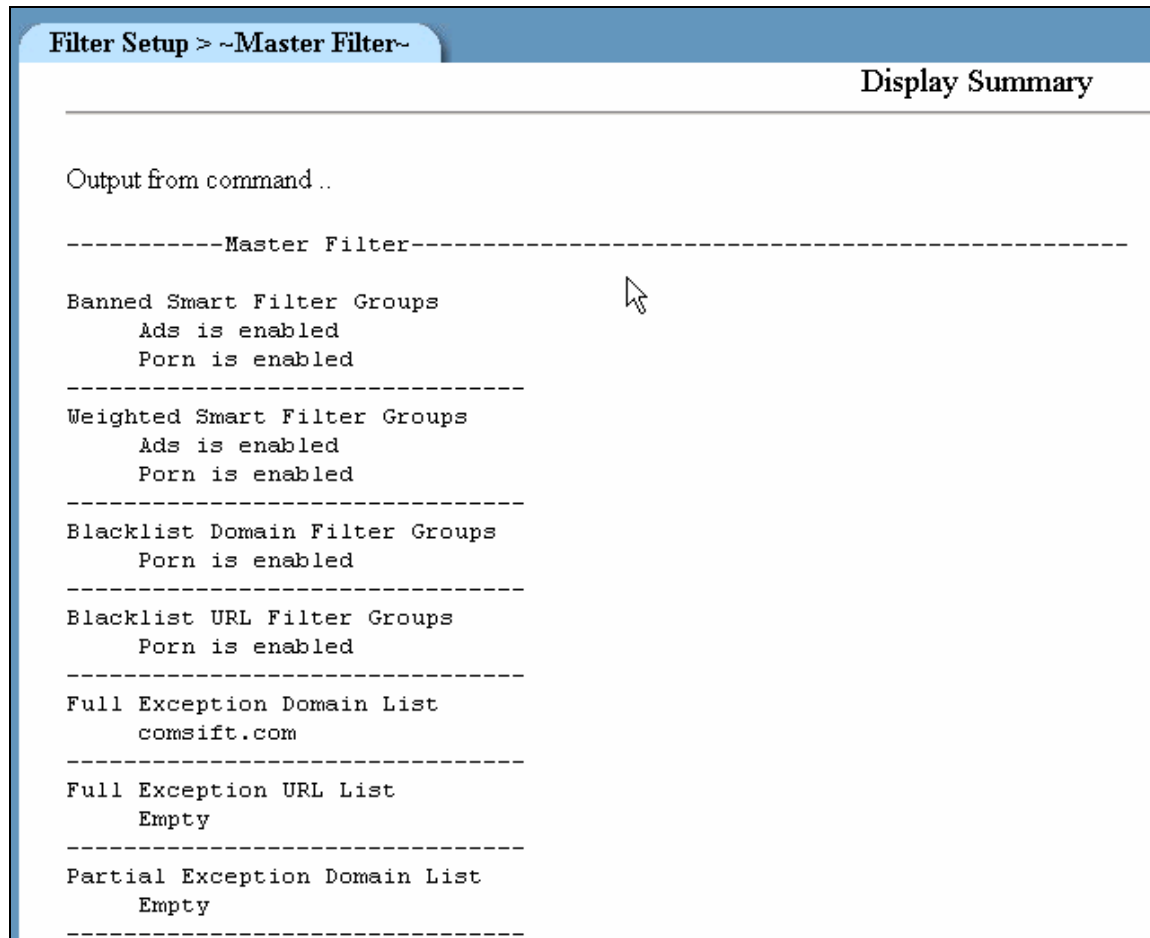 Filter Setup > ~Master Filter~
Display Summary
Output from command ..
-----------Master Filter--------------------------------------------------
Banned Smart Filter Groups
Ads is enabled
Porn is enabled
--------------------------------
Weighted Smart Filter Groups
Ads is enabled
Porn is enabled
--------------------------------
Blacklist Domain Filter Groups
Porn is enabled
--------------------------------
Blacklist URL Filter Groups
Porn is enabled
--------------------------------
Full Exception Domain List
comsift.com
--------------------------------
Full Exception URL List
Empty
--------------------------------
Partial Exception Domain List
Empty
--------------------------------